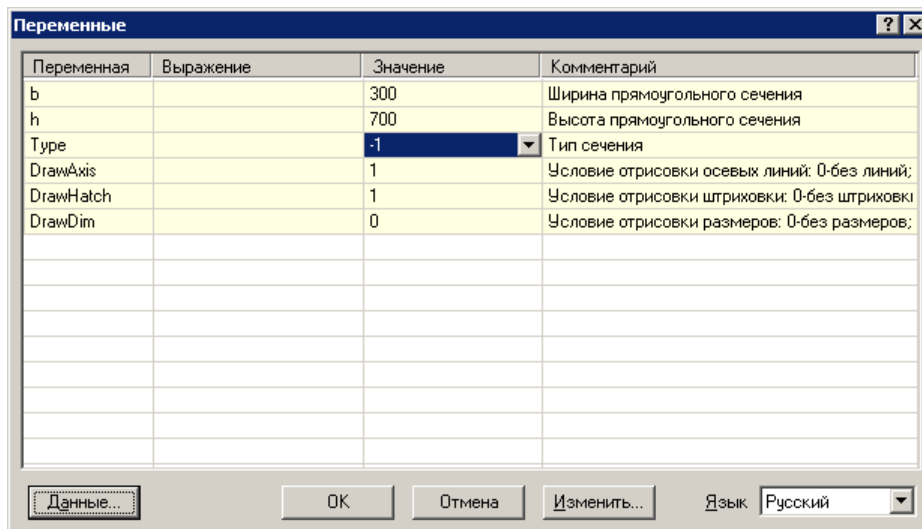 Переменные
Переменная Выражение Значение Комментарий
b 300 Ширина прямоугольного сечения
h 700 Высота прямоугольного сечения
Type -1 Тип сечения
DrawAxis 1 Условие отрисовки осевых линий: 0-без линий;
DrawHatch 1 Условие отрисовки штриховки: 0-без штриховки
DrawDim 0 Условие отрисовки размеров: 0-без размеров;
Данные... OK Отмена Изменить... Язык Русский